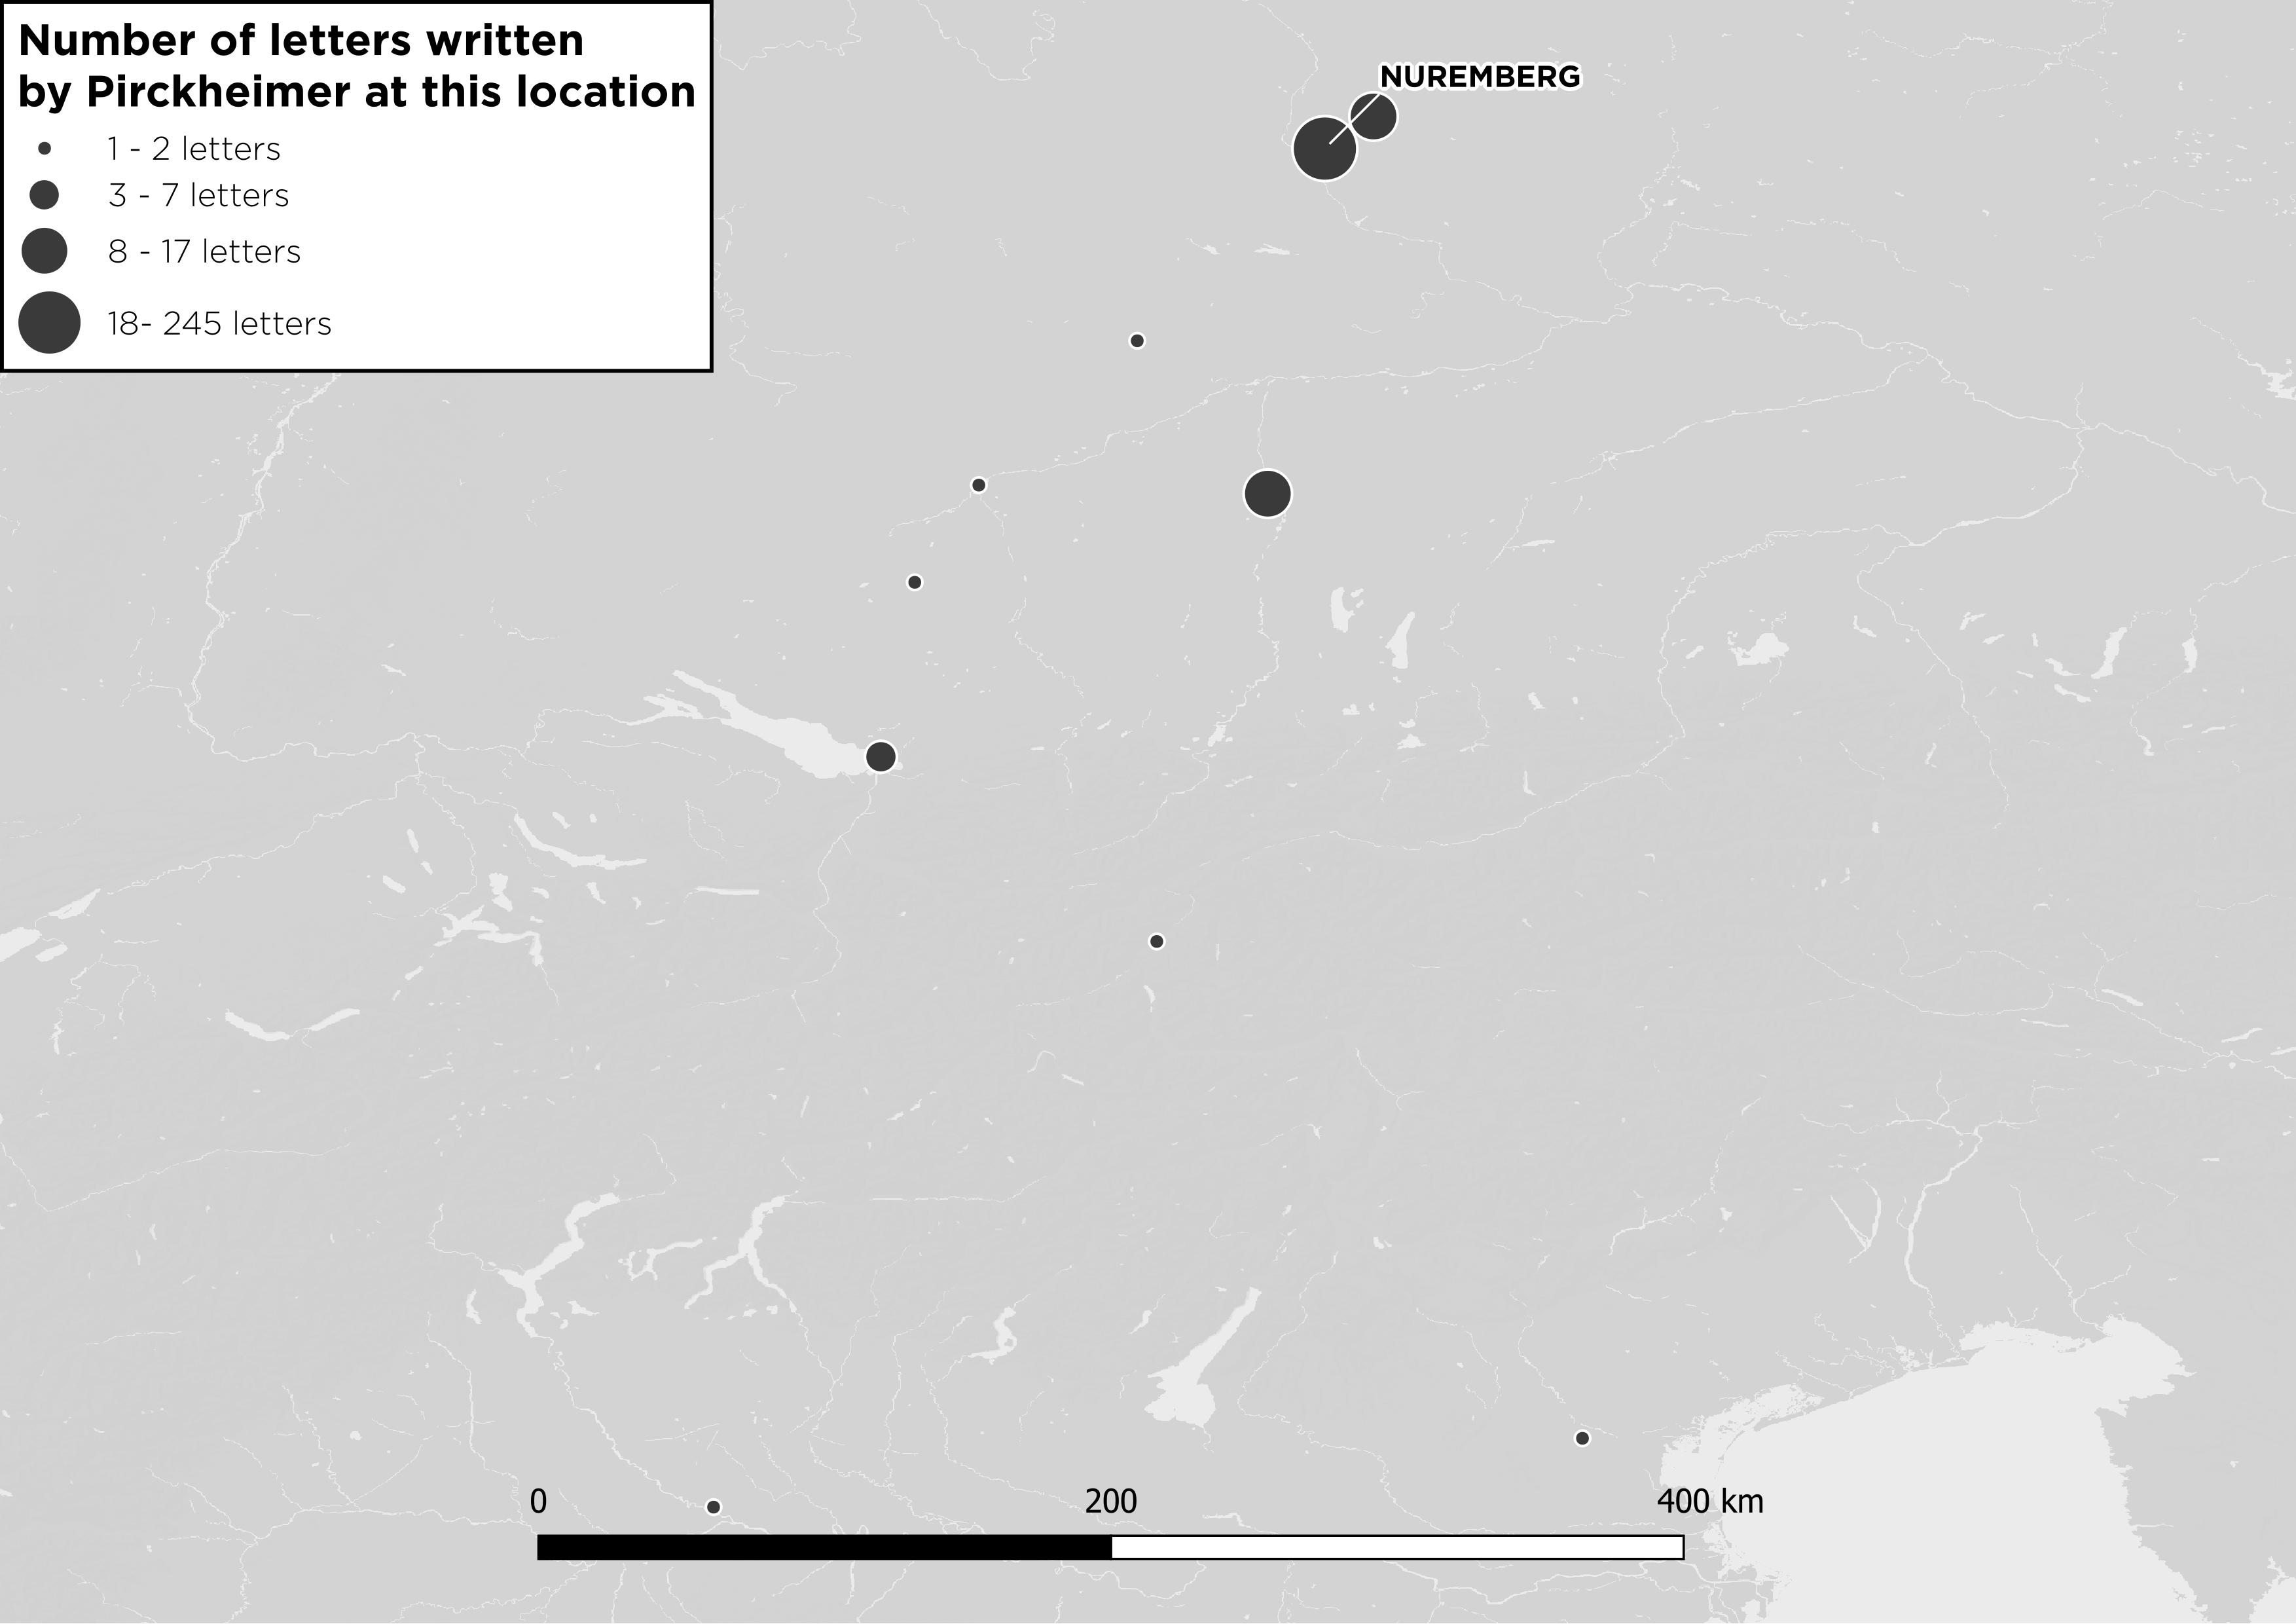 Number of letters written
by Pirckheimer at this location
1 - 2 letters
3 - 7 letters
8 - 17 letters
18- 245 letters
NUREMBERG
0 200 400 km